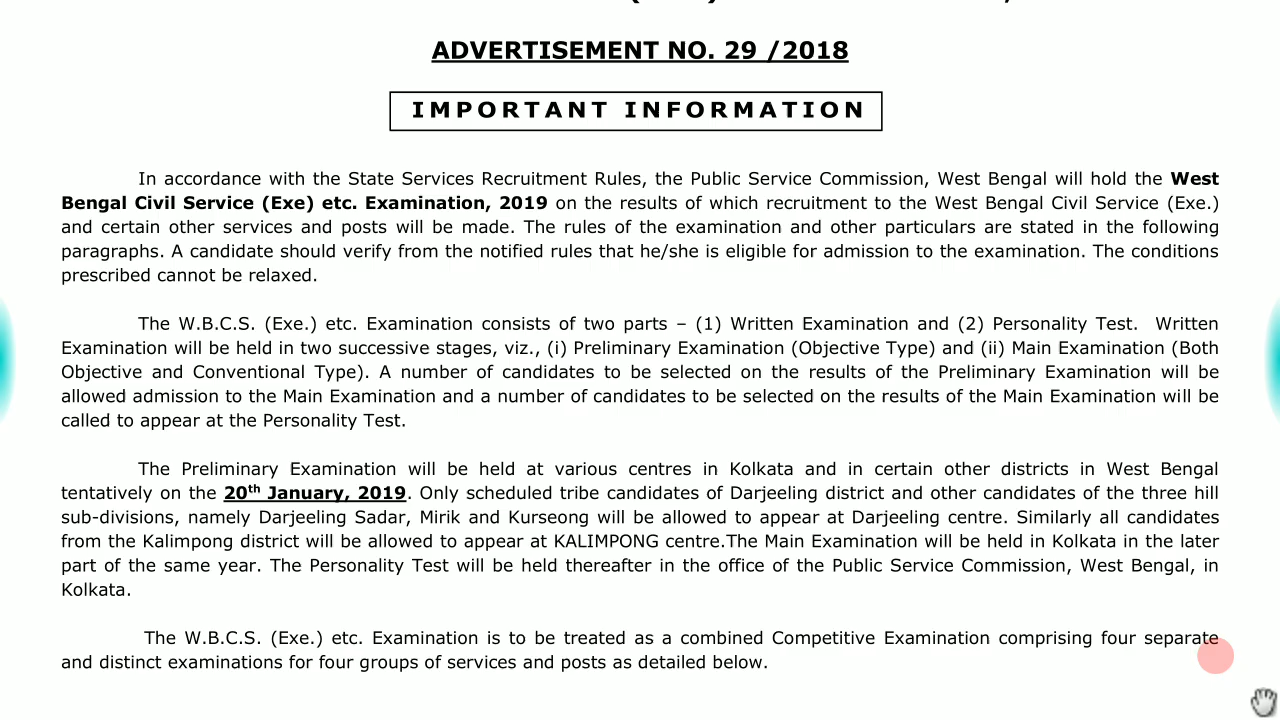 ADVERTISEMENT NO. 29 /2018
IMPORTANT INFORMATION
In accordance with the State Services Recruitment Rules, the Public Service Commission, West Bengal will hold the West
Bengal Civil Service (Exe) etc. Examination, 2019 on the results of which recruitment to the West Bengal Civil Service (Exe.)
and certain other services and posts will be made. The rules of the examination and other particulars are stated in the following
paragraphs. A candidate should verify from the notified rules that he/she is eligible for admission to the examination. The conditions
prescribed cannot be relaxed.
The W.B.C.S. (Exe.) etc. Examination consists of two parts – (1) Written Examination and (2) Personality Test. Written
Examination will be held in two successive stages, viz., (i) Preliminary Examination (Objective Type) and (ii) Main Examination (Both
Objective and Conventional Type). A number of candidates to be selected on the results of the Preliminary Examination will be
allowed admission to the Main Examination and a number of candidates to be selected on the results of the Main Examination will be
called to appear at the Personality Test.
The Preliminary Examination will be held at various centres in Kolkata and in certain other districts in West Bengal
tentatively on the 20th January, 2019. Only scheduled tribe candidates of Darjeeling district and other candidates of the three hill
sub-divisions, namely Darjeeling Sadar, Mirik and Kurseong will be allowed to appear at Darjeeling centre. Similarly all candidates
from the Kalimpong district will be allowed to appear at KALIMPONG centre.The Main Examination will be held in Kolkata in the later
part of the same year. The Personality Test will be held thereafter in the office of the Public Service Commission, West Bengal, in
Kolkata.
The W.B.C.S. (Exe.) etc. Examination is to be treated as a combined Competitive Examination comprising four separate
and distinct examinations for four groups of services and posts as detailed below.